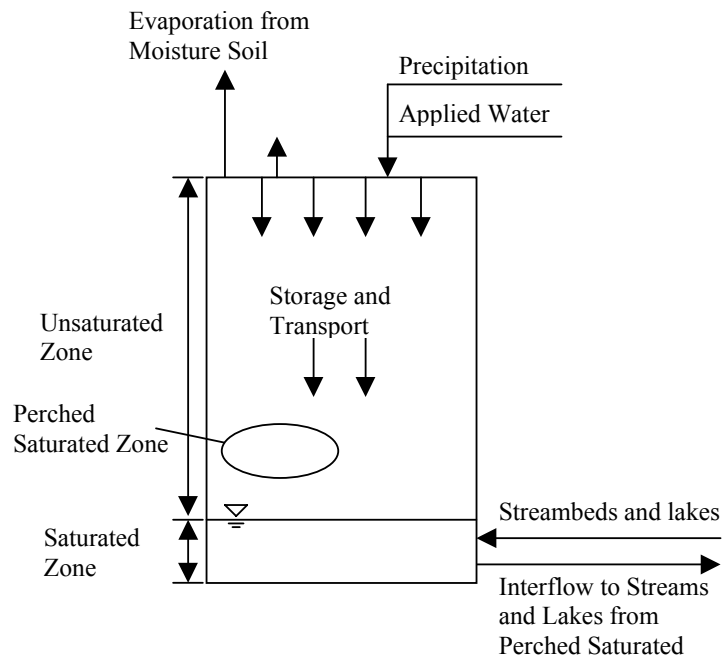 Evaporation from
Moisture Soil
Precipitation
Applied Water
Storage and
Transport
Unsaturated
Zone
Perched
Saturated Zone
Streambeds and lakes
Saturated
Zone
Interflow to Streams
and Lakes from
Perched Saturated